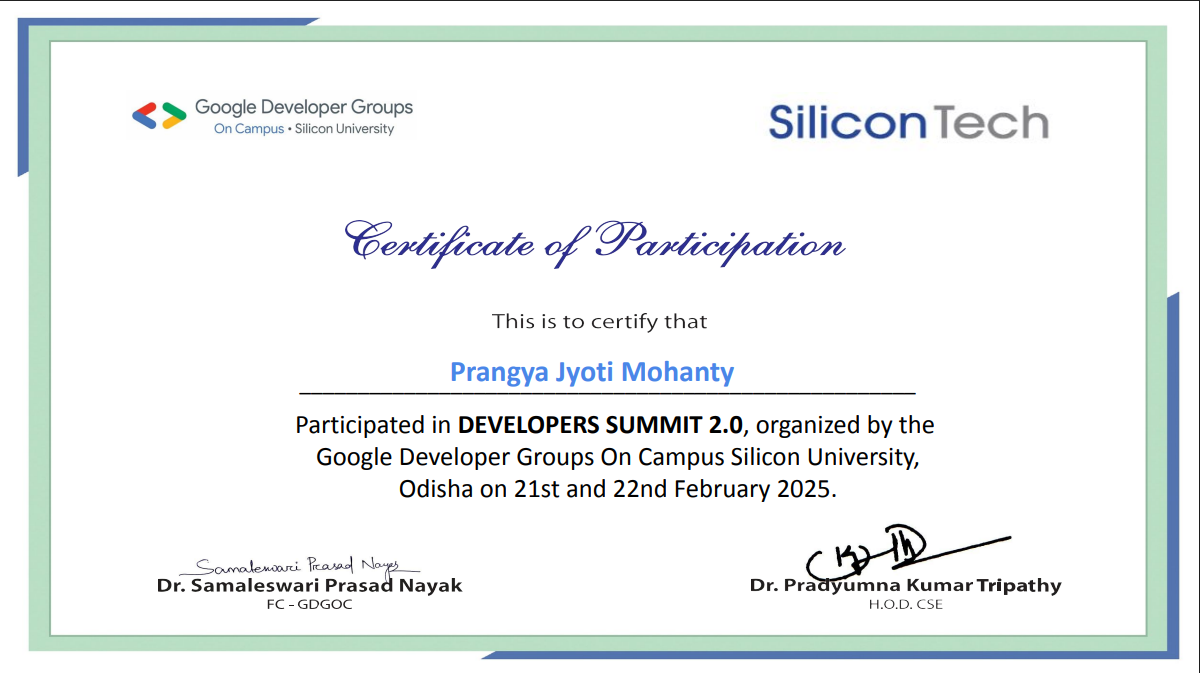 Google Developer Groups
On Campus • Silicon University
SiliconTech
Certificate of Participation
This is to certify that
Prangya Jyoti Mohanty
Participated in DEVELOPERS SUMMIT 2.0, organized by the
Google Developer Groups On Campus Silicon University,
Odisha on 21st and 22nd February 2025.
Samaleswari Prasad Nayak
Dr. Samaleswari Prasad Nayak
FC - GDGOC
Dr. Pradyumna Kumar Tripathy
H.O.D. CSE